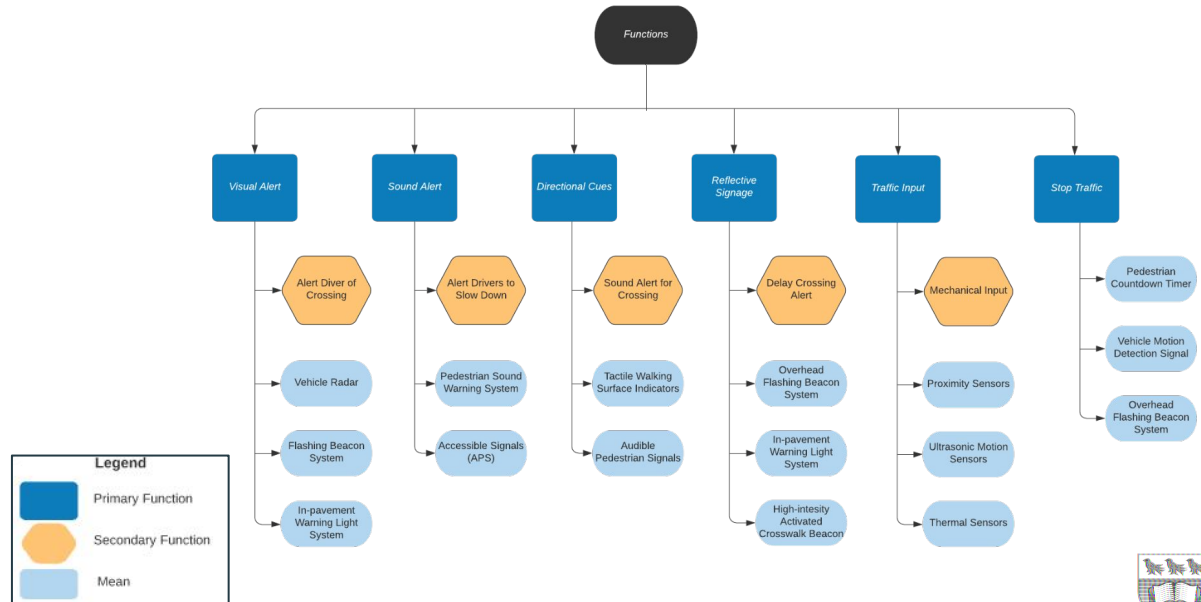 Functions
Visual Alert
Sound Alert
Directional Cues
Reflective
Signage
Traffic Input
Stop Traffic
Alert Diver of
Crossing
Alert Drivers to
Slow Down
Sound Alert for
Crossing
Delay Crossing
Alert
Mechanical Input
Pedestrian
Countdown Timer
Vehicle Radar
Pedestrian Sound
Warning System
Tactile Walking
Surface Indicators
Overhead
Flashing Beacon
System
Proximity Sensors
Vehicle Motion
Detection Signal
Flashing Beacon
System
Accessible Signals
(APS)
Audible
Pedestrian Signals
In-pavement
Warning Light
System
Ultrasonic Motion
Sensors
Overhead
Flashing Beacon
System
In-pavement
Warning Light
System
High-intesity
Activated
Crosswalk Beacon
Thermal Sensors
Legend
Primary Function
Secondary Function
Mean